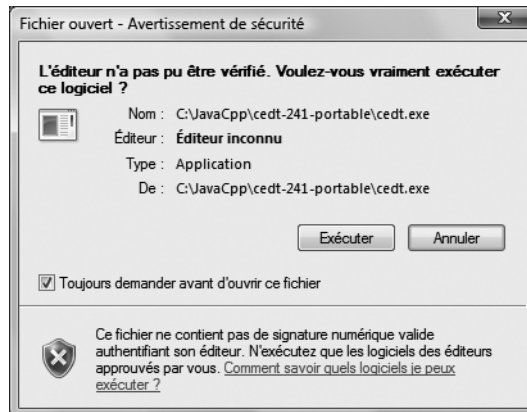 Fichier ouvert - Avertissement de sécurité
L'éditeur n'a pas pu être vérifié. Voulez-vous vraiment exécuter
ce logiciel ?
Nom : C:\JavaCpp\cedt-241-portable\cedt.exe
Éditeur : Éditeur inconnu
Type : Application
De : C:\JavaCpp\cedt-241-portable\cedt.exe
Exécuter Annuler
Toujours demander avant d'ouvrir ce fichier
Ce fichier ne contient pas de signature numérique valide
authentifiant son éditeur. N'exécutez que les logiciels des éditeurs
approuvés par vous. Comment savoir quels logiciels je peux
exécuter ?